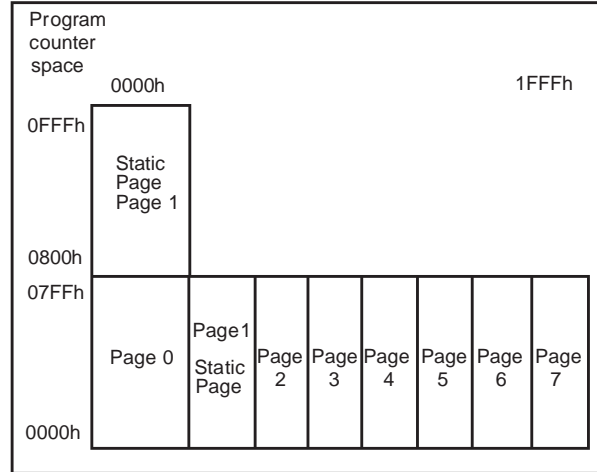 Program
counter
space
0000h
1FFFh
0FFFh
Static
Page
Page 1
0800h
07FFh
Page 0
Page1
Static
Page
Page
2
Page
3
Page
4
Page
5
Page
6
Page
7
0000h